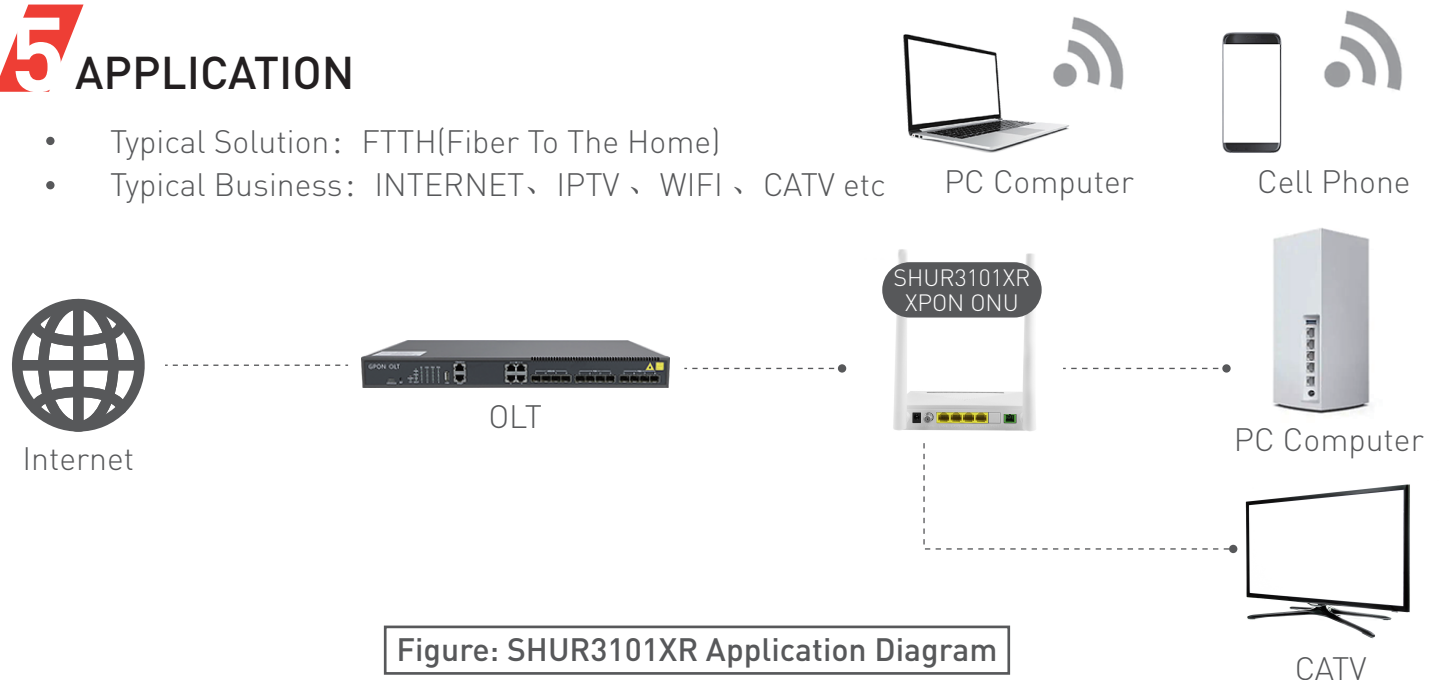 5 APPLICATION
• Typical Solution：FTTH(Fiber To The Home)
• Typical Business：INTERNET、IPTV 、WIFI 、CATV etc
PC Computer
Cell Phone
SHUR3101XR
XPON ONU
GPON OLT
Internet
OLT
PC Computer
CATV
Figure: SHUR3101XR Application Diagram